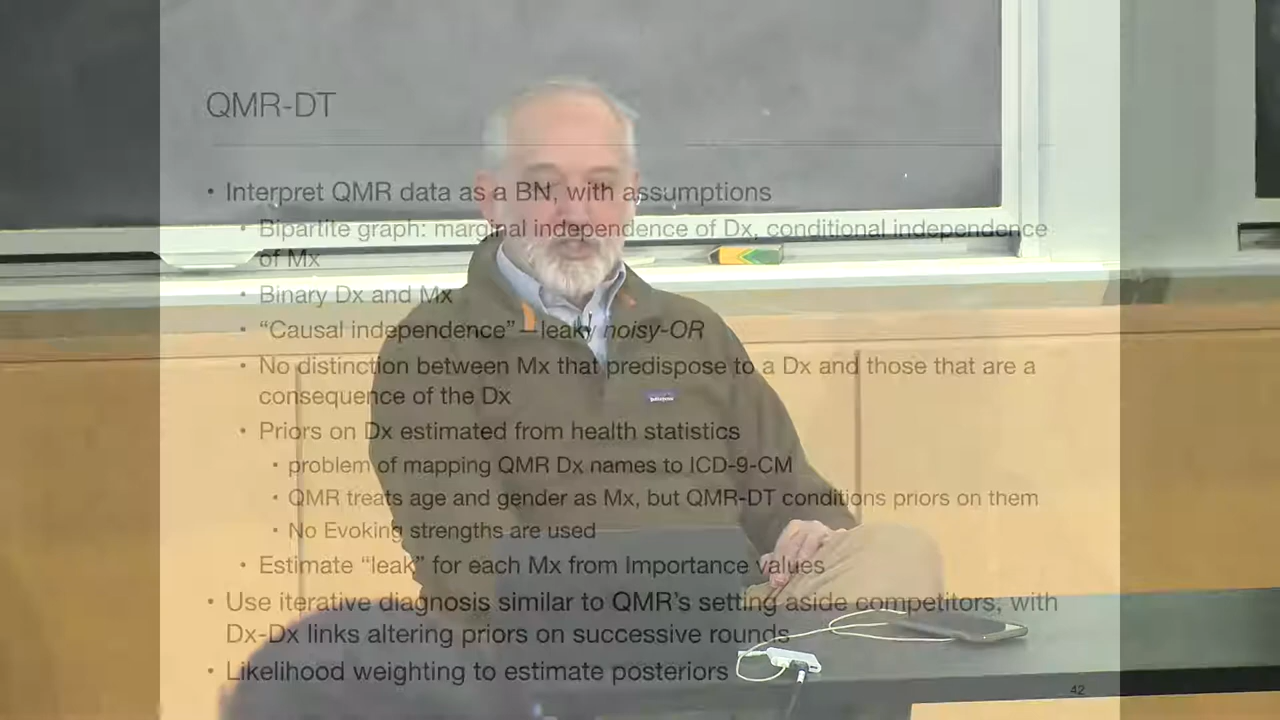 QMR-DT
• Interpret QMR data as a BN, with assumptions
• Bipartite graph: marginal independence of Dx, conditional independence
of Mx
• Binary Dx and Mx
• “Causal independence”—leaky noisy-OR
• No distinction between Mx that predispose to a Dx and those that are a
consequence of the Dx
• Priors on Dx estimated from health statistics
• problem of mapping QMR Dx names to ICD-9-CM
• QMR treats age and gender as Mx, but QMR-DT conditions priors on them
• No Evoking strengths are used
• Estimate “leak” for each Mx from Importance values
• Use iterative diagnosis similar to QMR’s setting aside competitors, with
Dx-Dx links altering priors on successive rounds
• Likelihood weighting to estimate posteriors
42